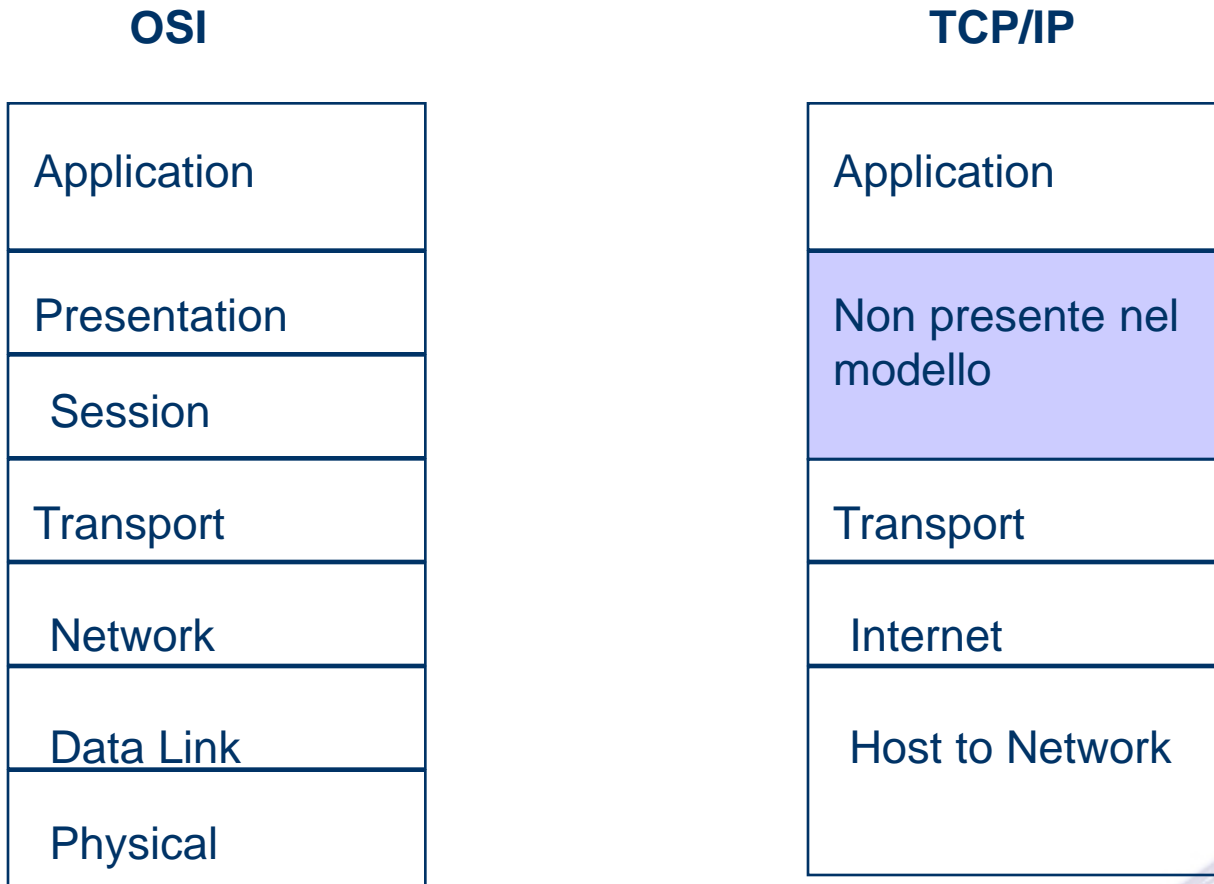 OSI
TCP/IP
Application
Presentation
Session
Transport
Network
Data Link
Physical
Application
Non presente nel
modello
Transport
Internet
Host to Network